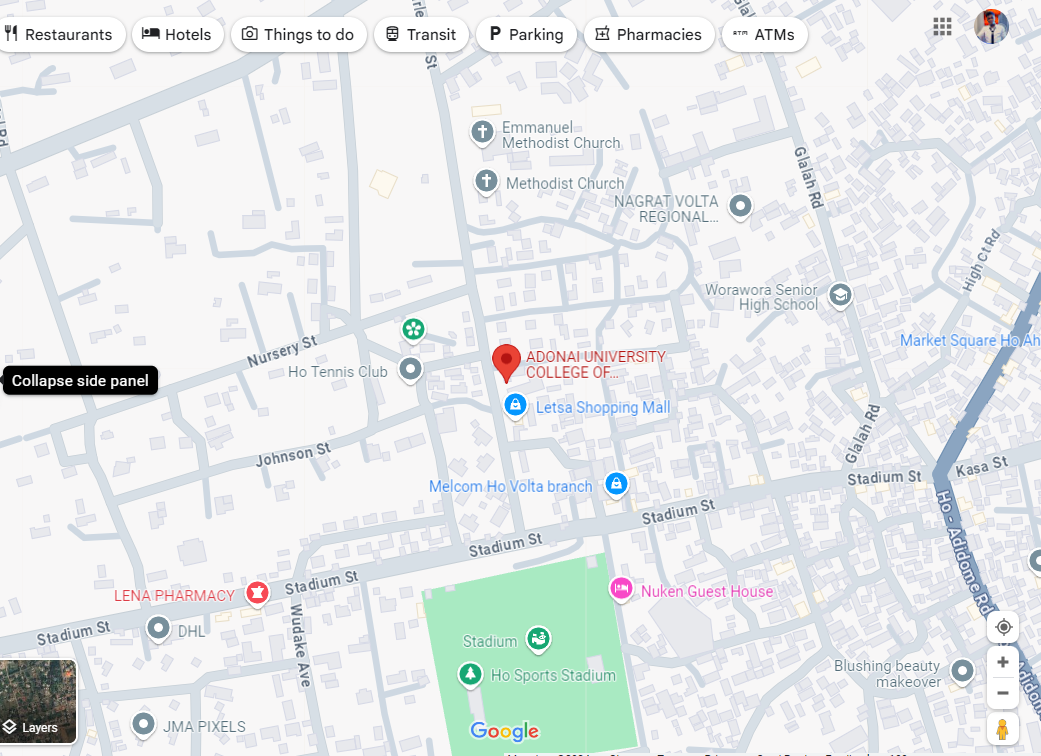 Restaurants
Hotels
Things to do
Transit
P Parking
Pharmacies
ATM ATMs
St
Rd
Emmanuel
Methodist Church
Methodist Church
NAGRAT VOLTA
REGIONAL...
Glalah Rd
High Ct Rd
Worawora Senior
High School
Market Square Ho Ah
Nursery St
Ho Tennis Club
ADONAI UNIVERSITY
COLLEGE OF...
Collapse side panel
Letsa Shopping Mall
Glalah Rd
Johnson St
Melcom Ho Volta branch
Stadium St
Kasa St
Stadium St
Ho - Adidome Rd
Stadium St
Stadium St
LENA PHARMACY
Nuken Guest House
Wudake Ave
Stadium St
DHL
Stadium
Ho Sports Stadium
Blushing beauty
makeover
Adidome
Layers
JMA PIXELS
Google